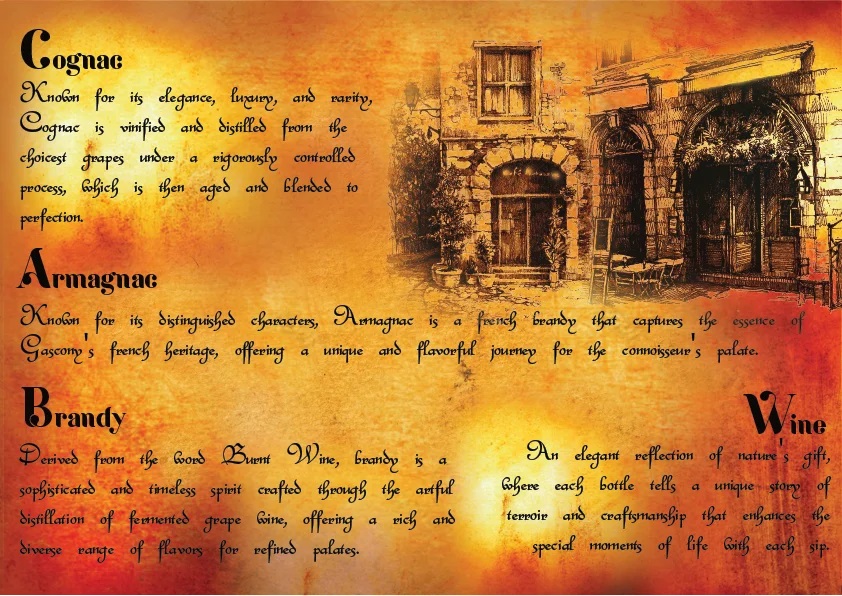 Cognac
Known for its elegance, luxury, and rarity,
Cognac is vinified and distilled from the
choicest grapes under a rigorously controlled
process, which is then aged and blended to
perfection.
Armagnac
Known for its distinguished characters, Armagnac is a french brandy that captures the essence of
Gascony's french heritage, offering a unique and flavorful journey for the connoisseur's palate.
Brandy
Derived from the word Burnt Wine, brandy is a
sophisticated and timeless spirit crafted through the artful
distillation of fermented grape wine, offering a rich and
diverse range of flavors for refined palates.
Wine
An elegant reflection of nature's gift,
where each bottle tells a unique story of
terroir and craftsmanship that enhances the
special moments of life with each sip.